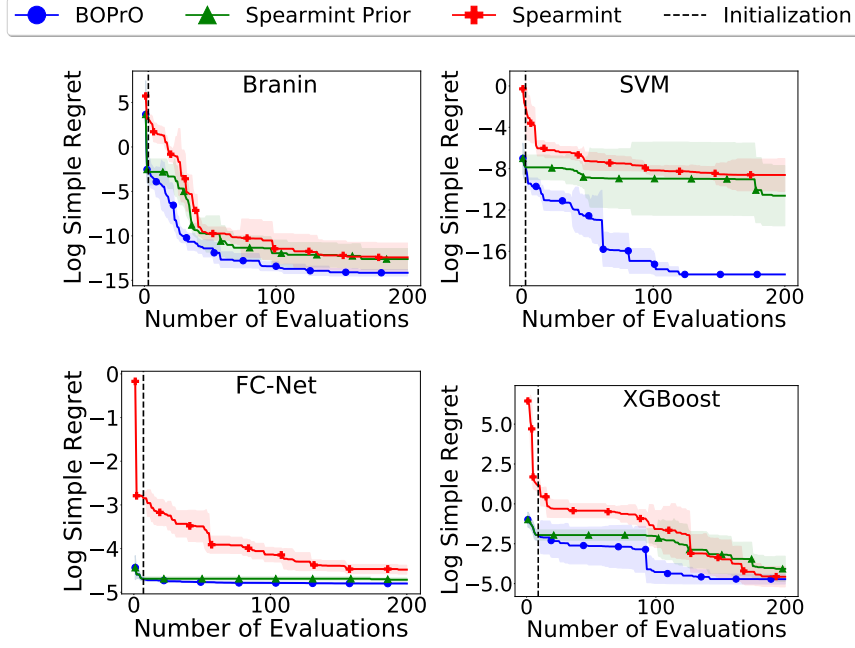 BOPrO Spearmint Prior Spearmint Initialization
Branin
Log Simple Regret
5
0
−5
−10
−15
0 100 200
Number of Evaluations
SVM
Log Simple Regret
0
−4
−8
−12
−16
0 100 200
Number of Evaluations
FC-Net
Log Simple Regret
0
−1
−2
−3
−4
−5
0 100 200
Number of Evaluations
XGBoost
Log Simple Regret
5.0
2.5
0.0
−2.5
−5.0
0 100 200
Number of Evaluations